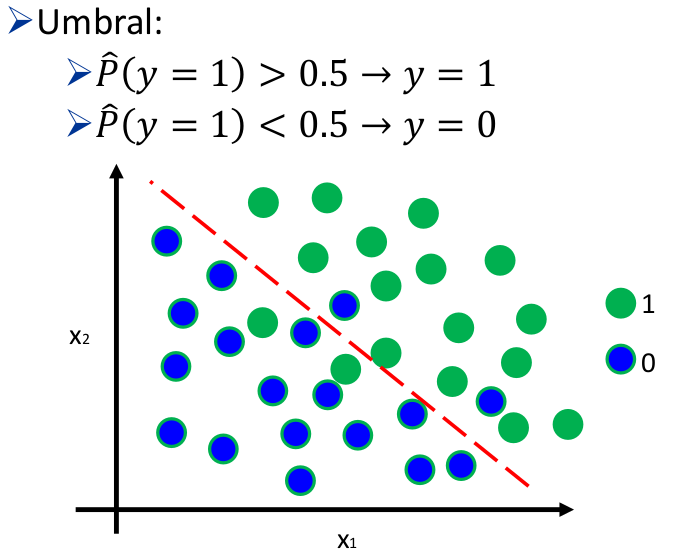 ➢Umbral:
➢P̂(y = 1) > 0.5 → y = 1
➢P̂(y = 1) < 0.5 → y = 0
1
x₂
0
x₁